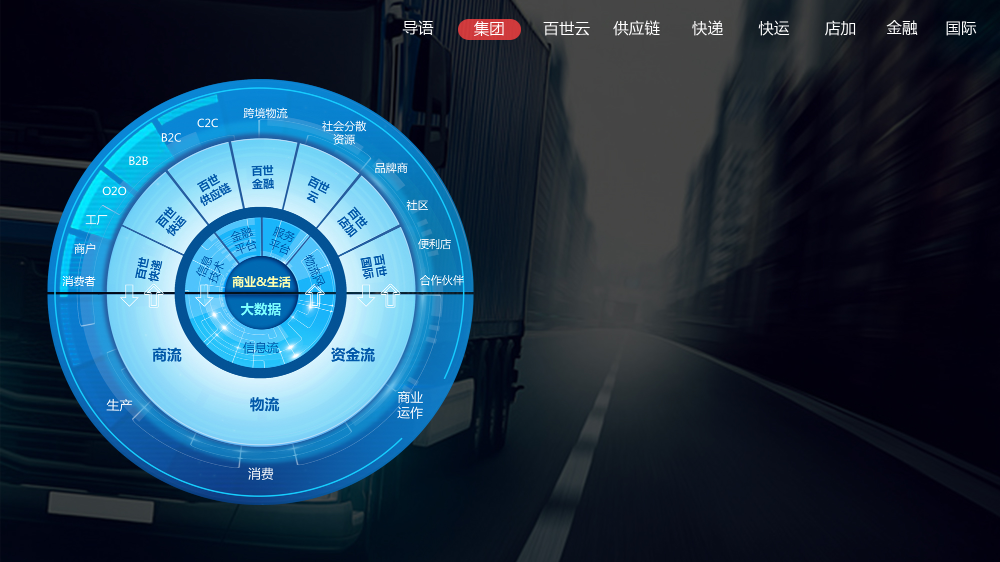 导语
集团
百世云
供应链
快递
快运
店加
金融
国际
跨境物流
C2C
社会分散
资源
B2C
B2B
品牌商
O2O
社区
工厂
便利店
商户
合作伙伴
消费者
百世
快递
百世
快运
百世
供应链
百世
金融
百世
云
百世
店加
百世
国际
信息
技术
金融
平台
服务
平台
物流网
商业&生活
大数据
信息流
商流
资金流
物流
生产
商业
运作
消费